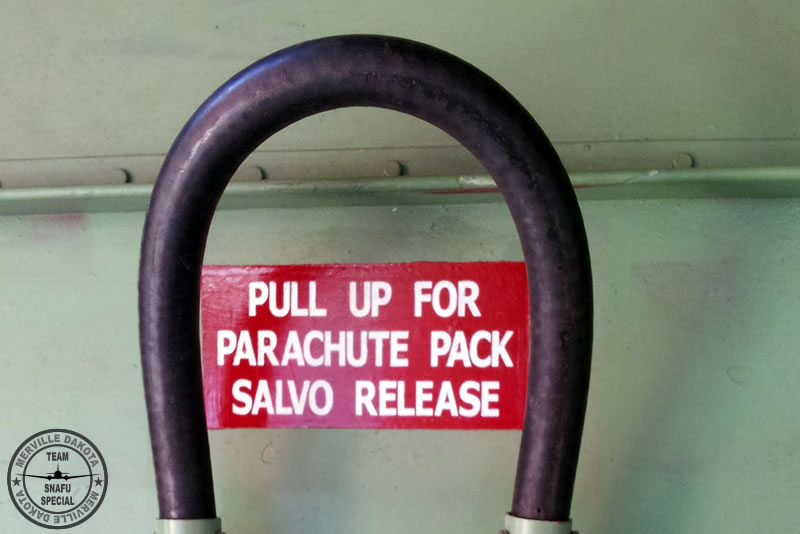 PULL UP FOR
PARACHUTE PACK
SALVO RELEASE
MERVILLE DAKOTA
TEAM
SNAFU
SPECIAL
MERVILLE DAKOTA